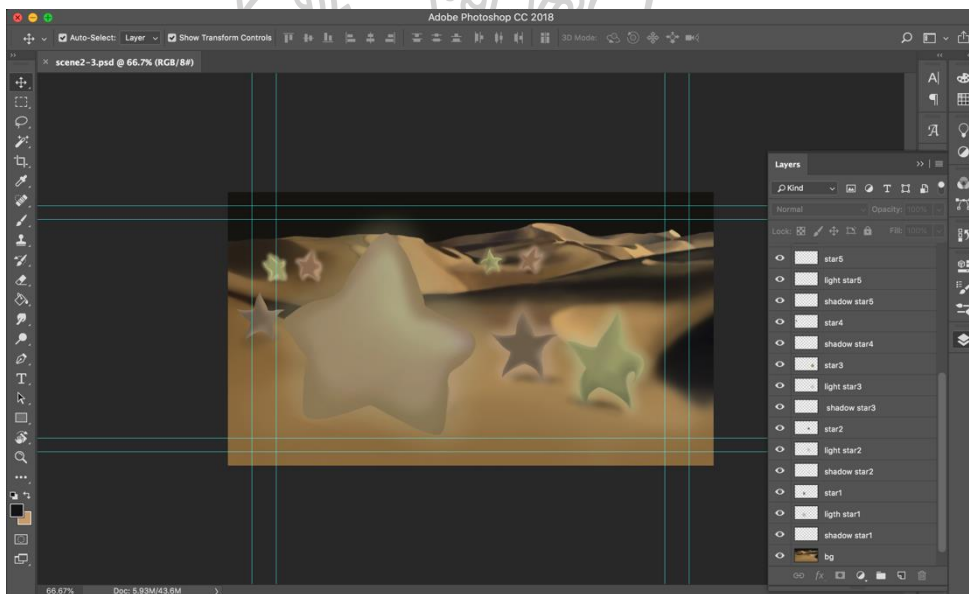 Adobe Photoshop CC 2018
Auto-Select: Layer Show Transform Controls 3D Mode:
× scene2-3.psd @ 66.7% (RGB/8#)
Layers
Kind
Normal Opacity: 100%
Lock: Fill: 100%
star5
light star5
shadow star5
star4
shadow star4
star3
light star3
shadow star3
star2
light star2
shadow star2
star1
ligth star1
shadow star1
bg
66.67% Doc: 5.93M/43.6M